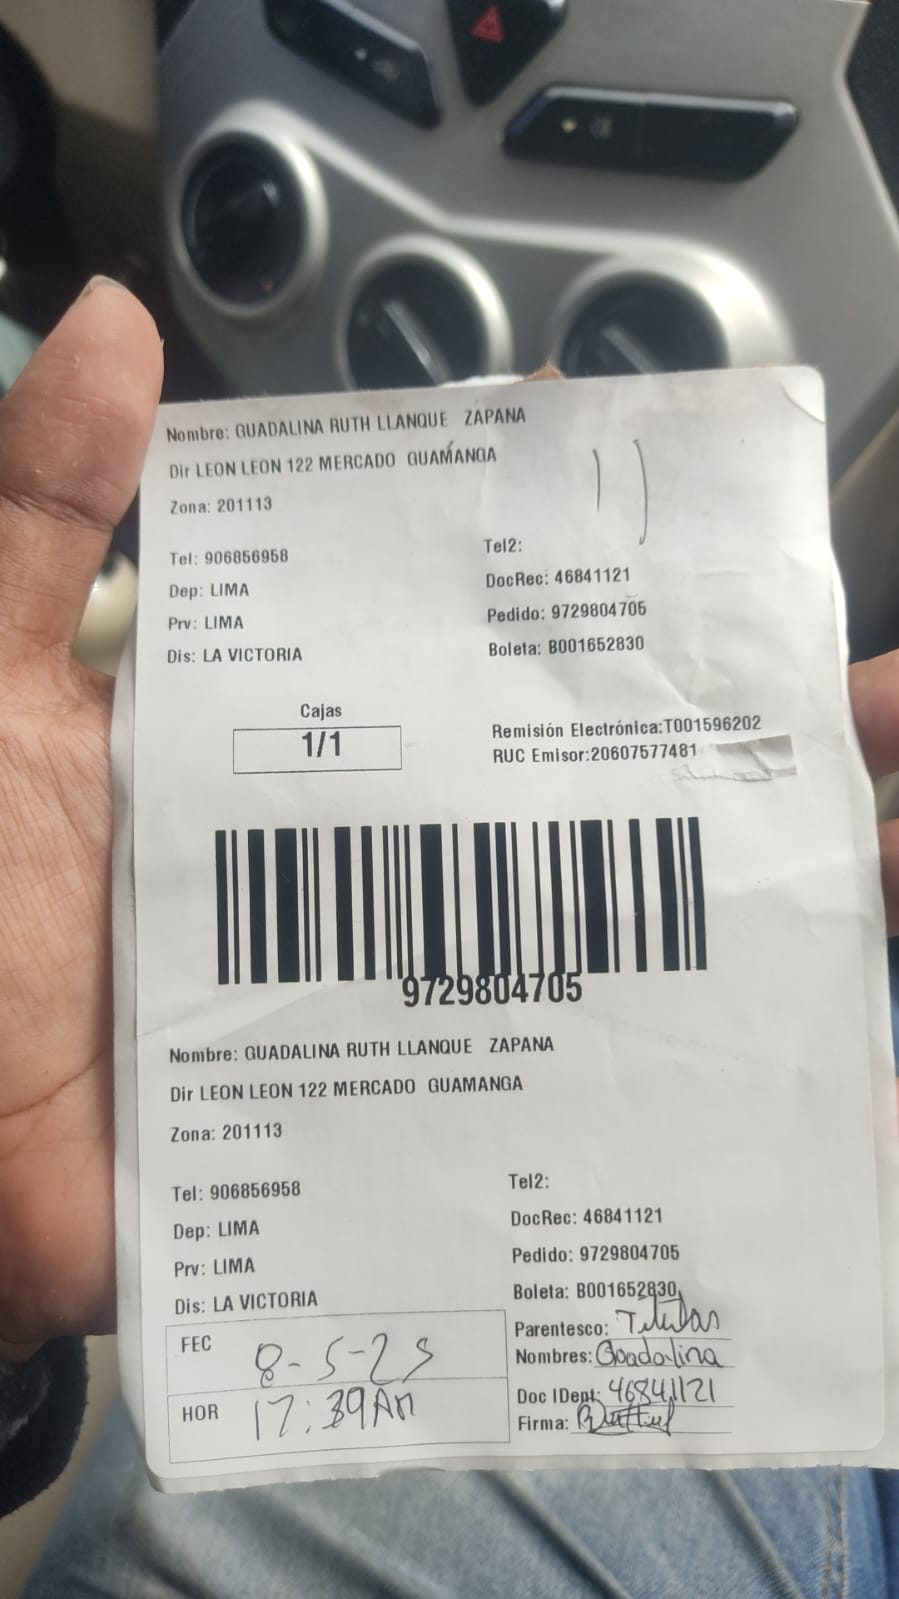 Nombre: GUADALINA RUTH LLANQUE ZAPANA
Dir LEON LEON 122 MERCADO GUAMANGA
Zona: 201113
Tel: 906856958
Dep: LIMA
Prv: LIMA
Dis: LA VICTORIA
Tel2:
DocRec: 46841121
Pedido: 9729804705
Boleta: B001652830
Cajas
1/1
Remisión Electrónica:T001596202
RUC Emisor:20607577481
9729804705
Nombre: GUADALINA RUTH LLANQUE ZAPANA
Dir LEON LEON 122 MERCADO GUAMANGA
Zona: 201113
Tel: 906856958
Dep: LIMA
Prv: LIMA
Dis: LA VICTORIA
Tel2:
DocRec: 46841121
Pedido: 9729804705
Boleta: B001652830
Parentesco:
Nombres: Guadalina
Doc IDept: 46841121
Firma:
FEC 8-5-25
HOR 17:39AM